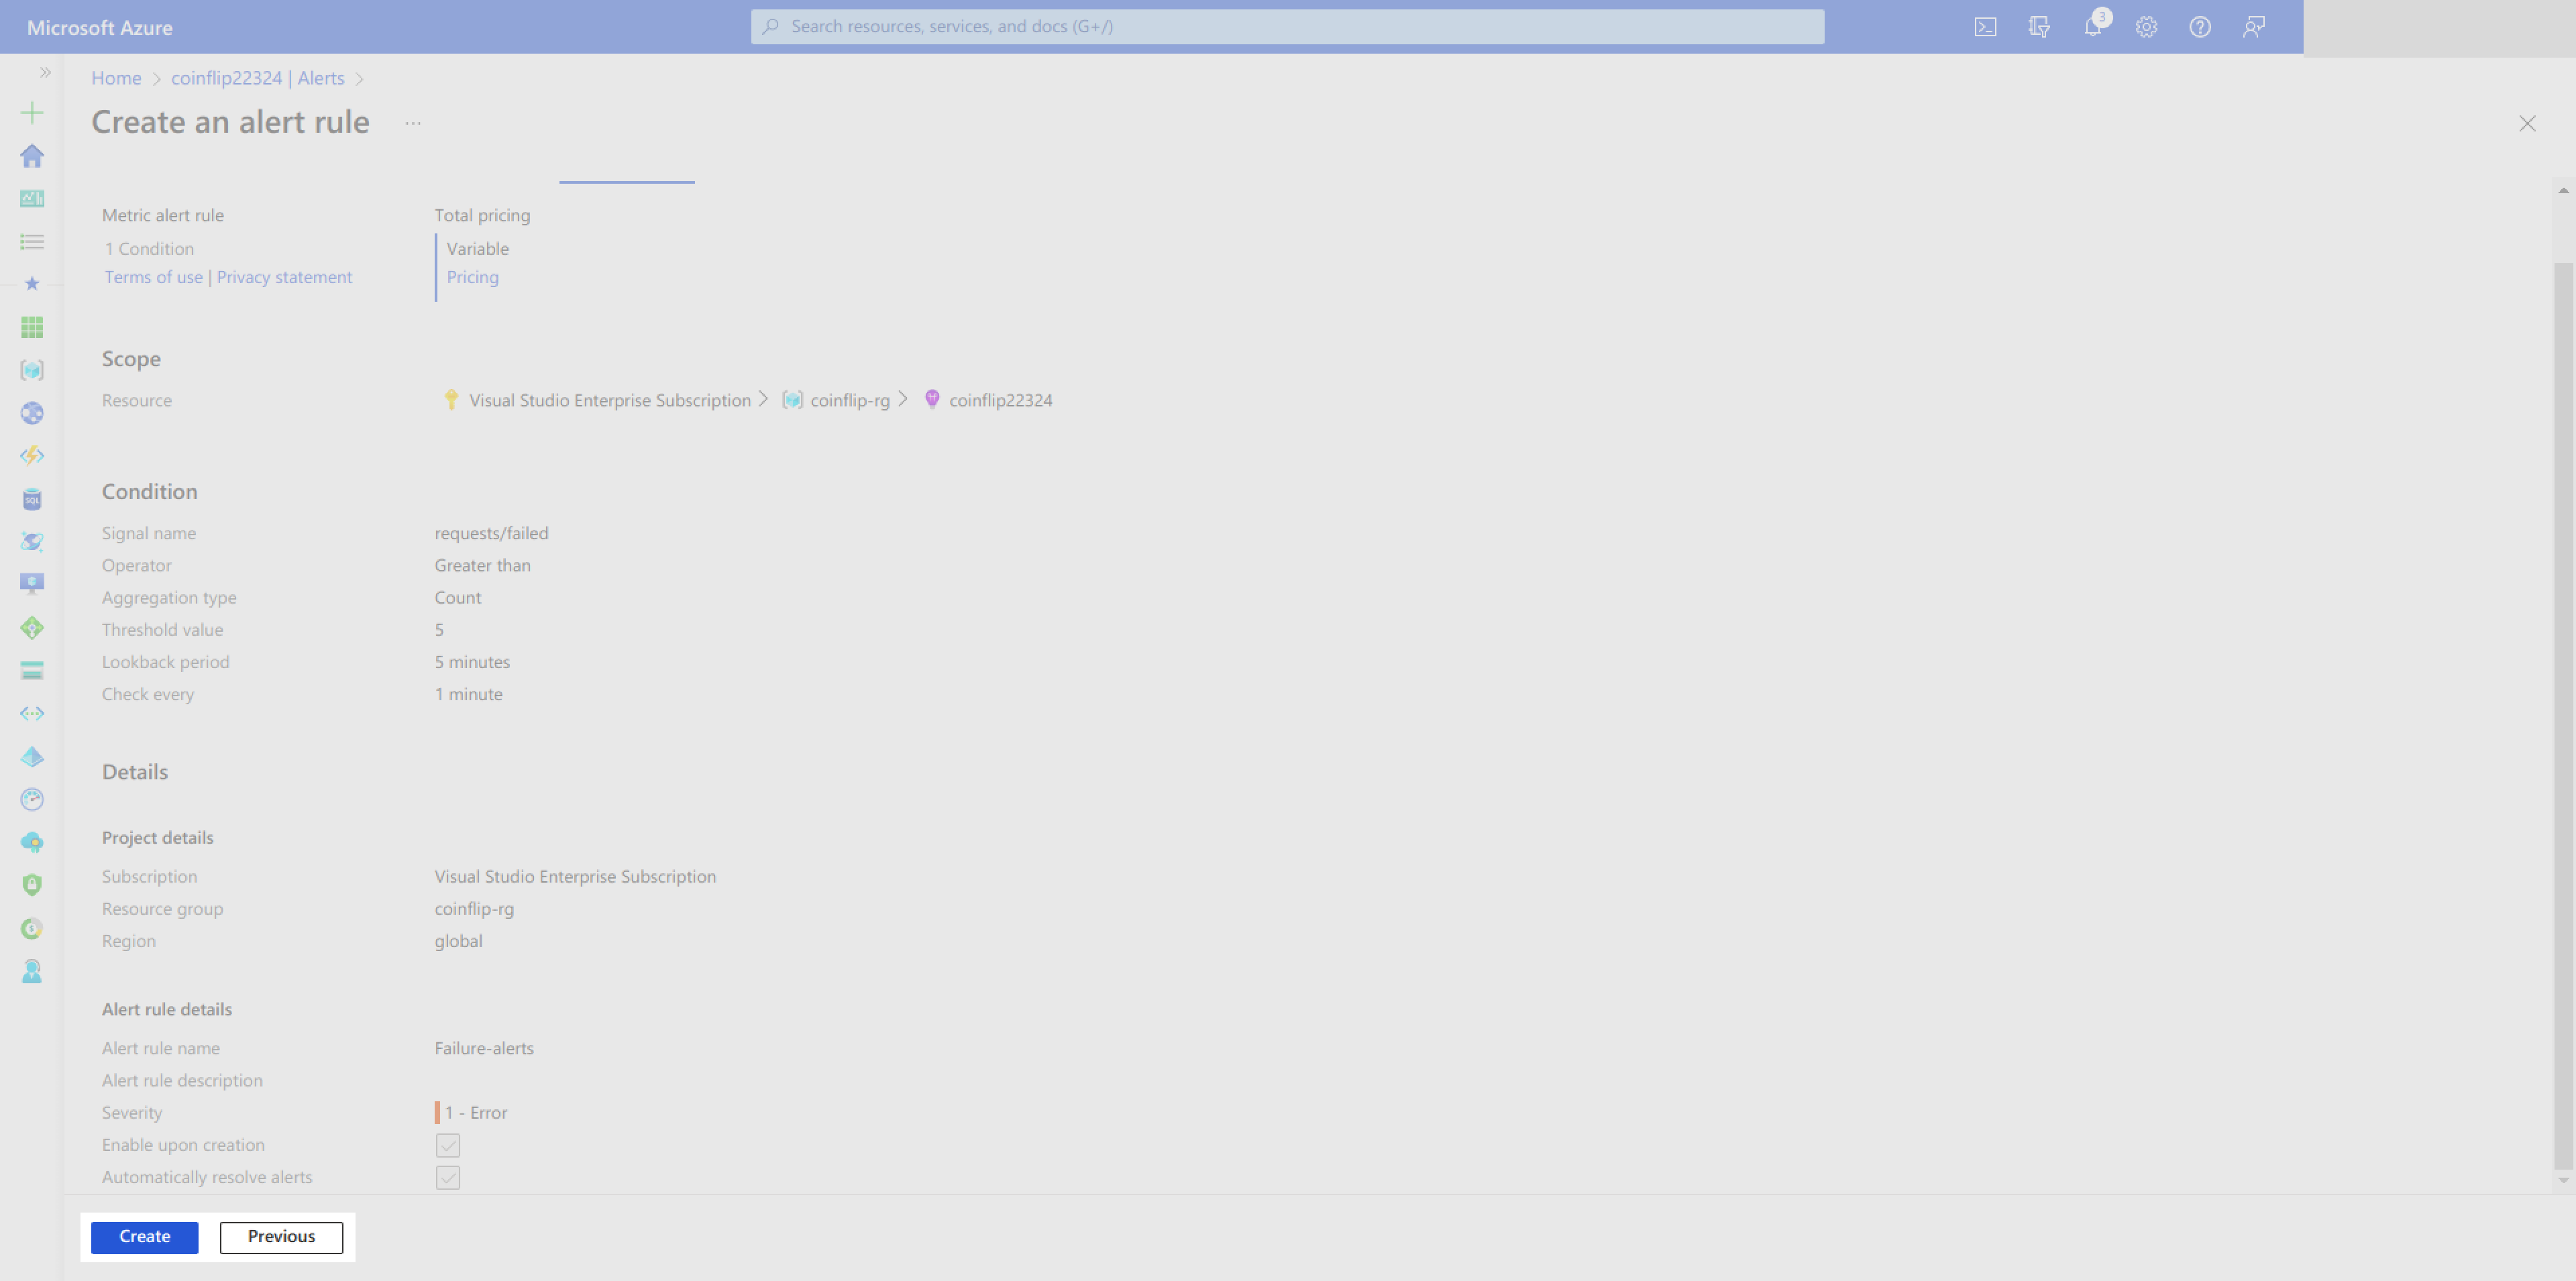 Microsoft Azure
Search resources, services, and docs (G+/)
3
Home > coinflip22324 | Alerts >
Create an alert rule ...
Metric alert rule
1 Condition
Terms of use | Privacy statement
Total pricing
Variable
Pricing
Scope
Resource Visual Studio Enterprise Subscription > coinflip-rg > coinflip22324
Condition
Signal name requests/failed
Operator Greater than
Aggregation type Count
Threshold value 5
Lookback period 5 minutes
Check every 1 minute
Details
Project details
Subscription Visual Studio Enterprise Subscription
Resource group coinflip-rg
Region global
Alert rule details
Alert rule name Failure-alerts
Alert rule description
Severity 1 - Error
Enable upon creation
Automatically resolve alerts
Create Previous
SQL